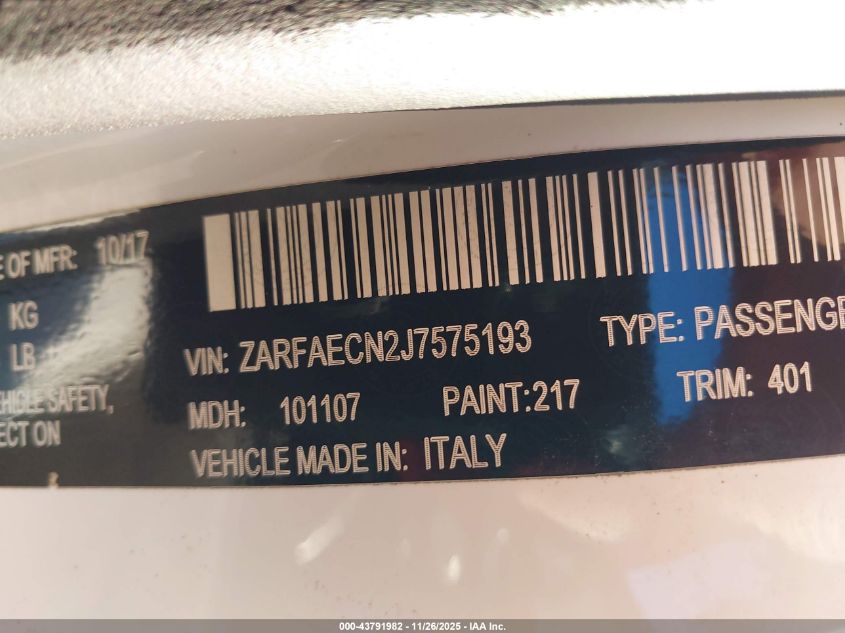 E OF MFR: 10/17
KG
LB
VIN: ZARFAECN2J7575193
TYPE: PASSENGE
HICLE SAFETY,
MDH: 101107
PAINT:217
TRIM: 401
ECT ON
VEHICLE MADE IN: ITALY
000-43791982 - 11/26/2025 - IAA Inc.